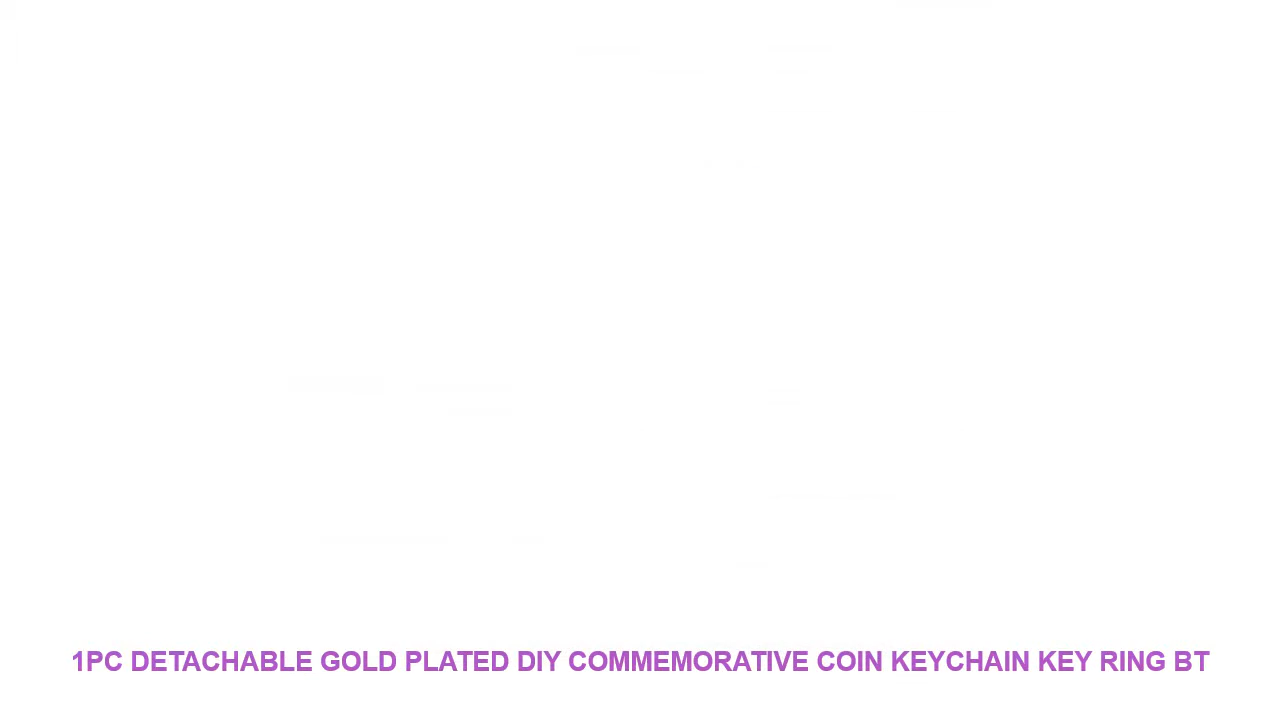 1PC DETACHABLE GOLD PLATED DIY COMMEMORATIVE COIN KEYCHAIN KEY RING BT